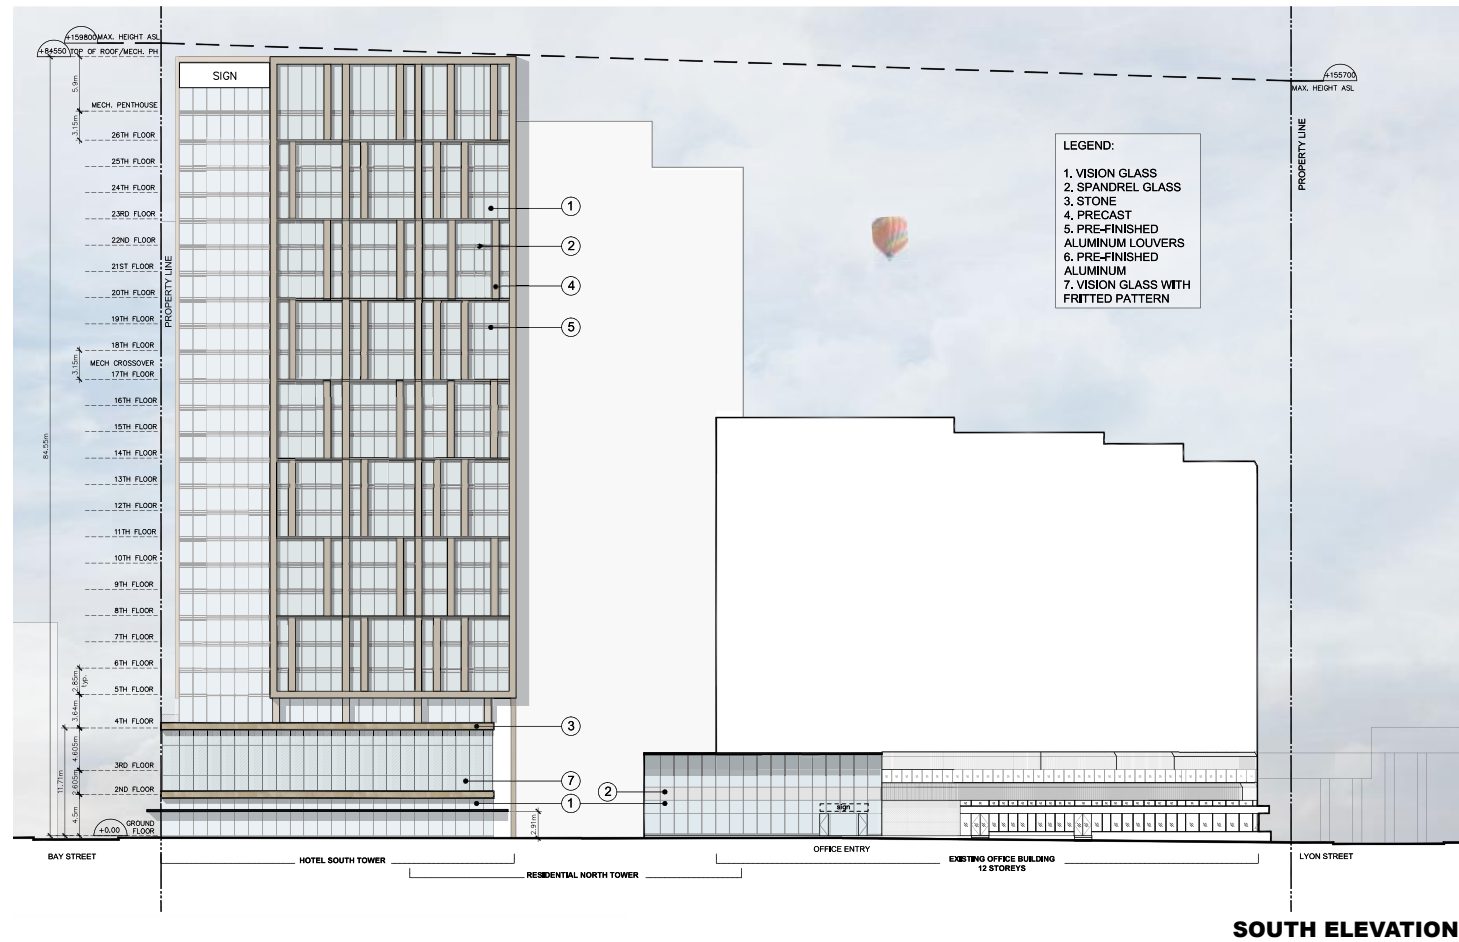 +159800 MAX. HEIGHT ASL
+84550 TOP OF ROOF/MECH. PH
SIGN
+155700
MAX. HEIGHT ASL
5.9m
MECH. PENTHOUSE
3.15m
26TH FLOOR
25TH FLOOR
24TH FLOOR
23RD FLOOR
22ND FLOOR
21ST FLOOR
20TH FLOOR
19TH FLOOR
18TH FLOOR
3.15m
MECH CROSSOVER
17TH FLOOR
16TH FLOOR
15TH FLOOR
14TH FLOOR
13TH FLOOR
12TH FLOOR
11TH FLOOR
10TH FLOOR
9TH FLOOR
8TH FLOOR
7TH FLOOR
6TH FLOOR
2.85m
typ.
5TH FLOOR
3.64m
4TH FLOOR
4.605m
3RD FLOOR
2.605m
2ND FLOOR
4.5m
GROUND
FLOOR
+0.00
84.55m
11.71m
2.91m
PROPERTY LINE
PROPERTY LINE
LEGEND:
1. VISION GLASS
2. SPANDREL GLASS
3. STONE
4. PRECAST
5. PRE-FINISHED
ALUMINUM LOUVERS
6. PRE-FINISHED
ALUMINUM
7. VISION GLASS WITH
FRITTED PATTERN
1
2
4
5
3
7
1
2
sign
BAY STREET
HOTEL SOUTH TOWER
RESIDENTIAL NORTH TOWER
OFFICE ENTRY
EXISTING OFFICE BUILDING
12 STOREYS
LYON STREET
SOUTH ELEVATION